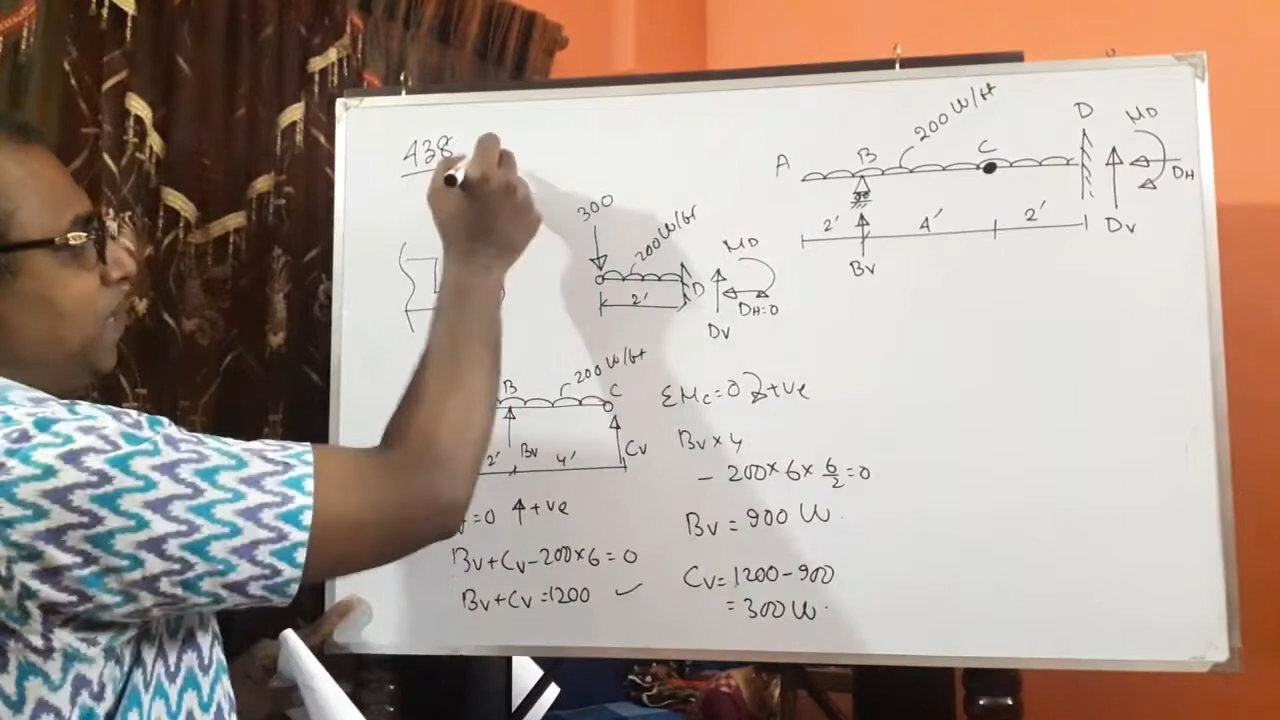 438
300
200 W/ft
MD
2'
D
DH=0
DV
B
200 W/ft
C
2'
BV
4'
CV
=0 ↑+ve
BV+CV-200×6=0
BV+CV=1200 ✓
ΣMC=0 +ve
BV×4
- 200×6×6/2=0
BV=900 W.
CV=1200-900
=300W.
200 W/ft
D
MD
A
B
C
DH
2'
4'
2'
DV
BV